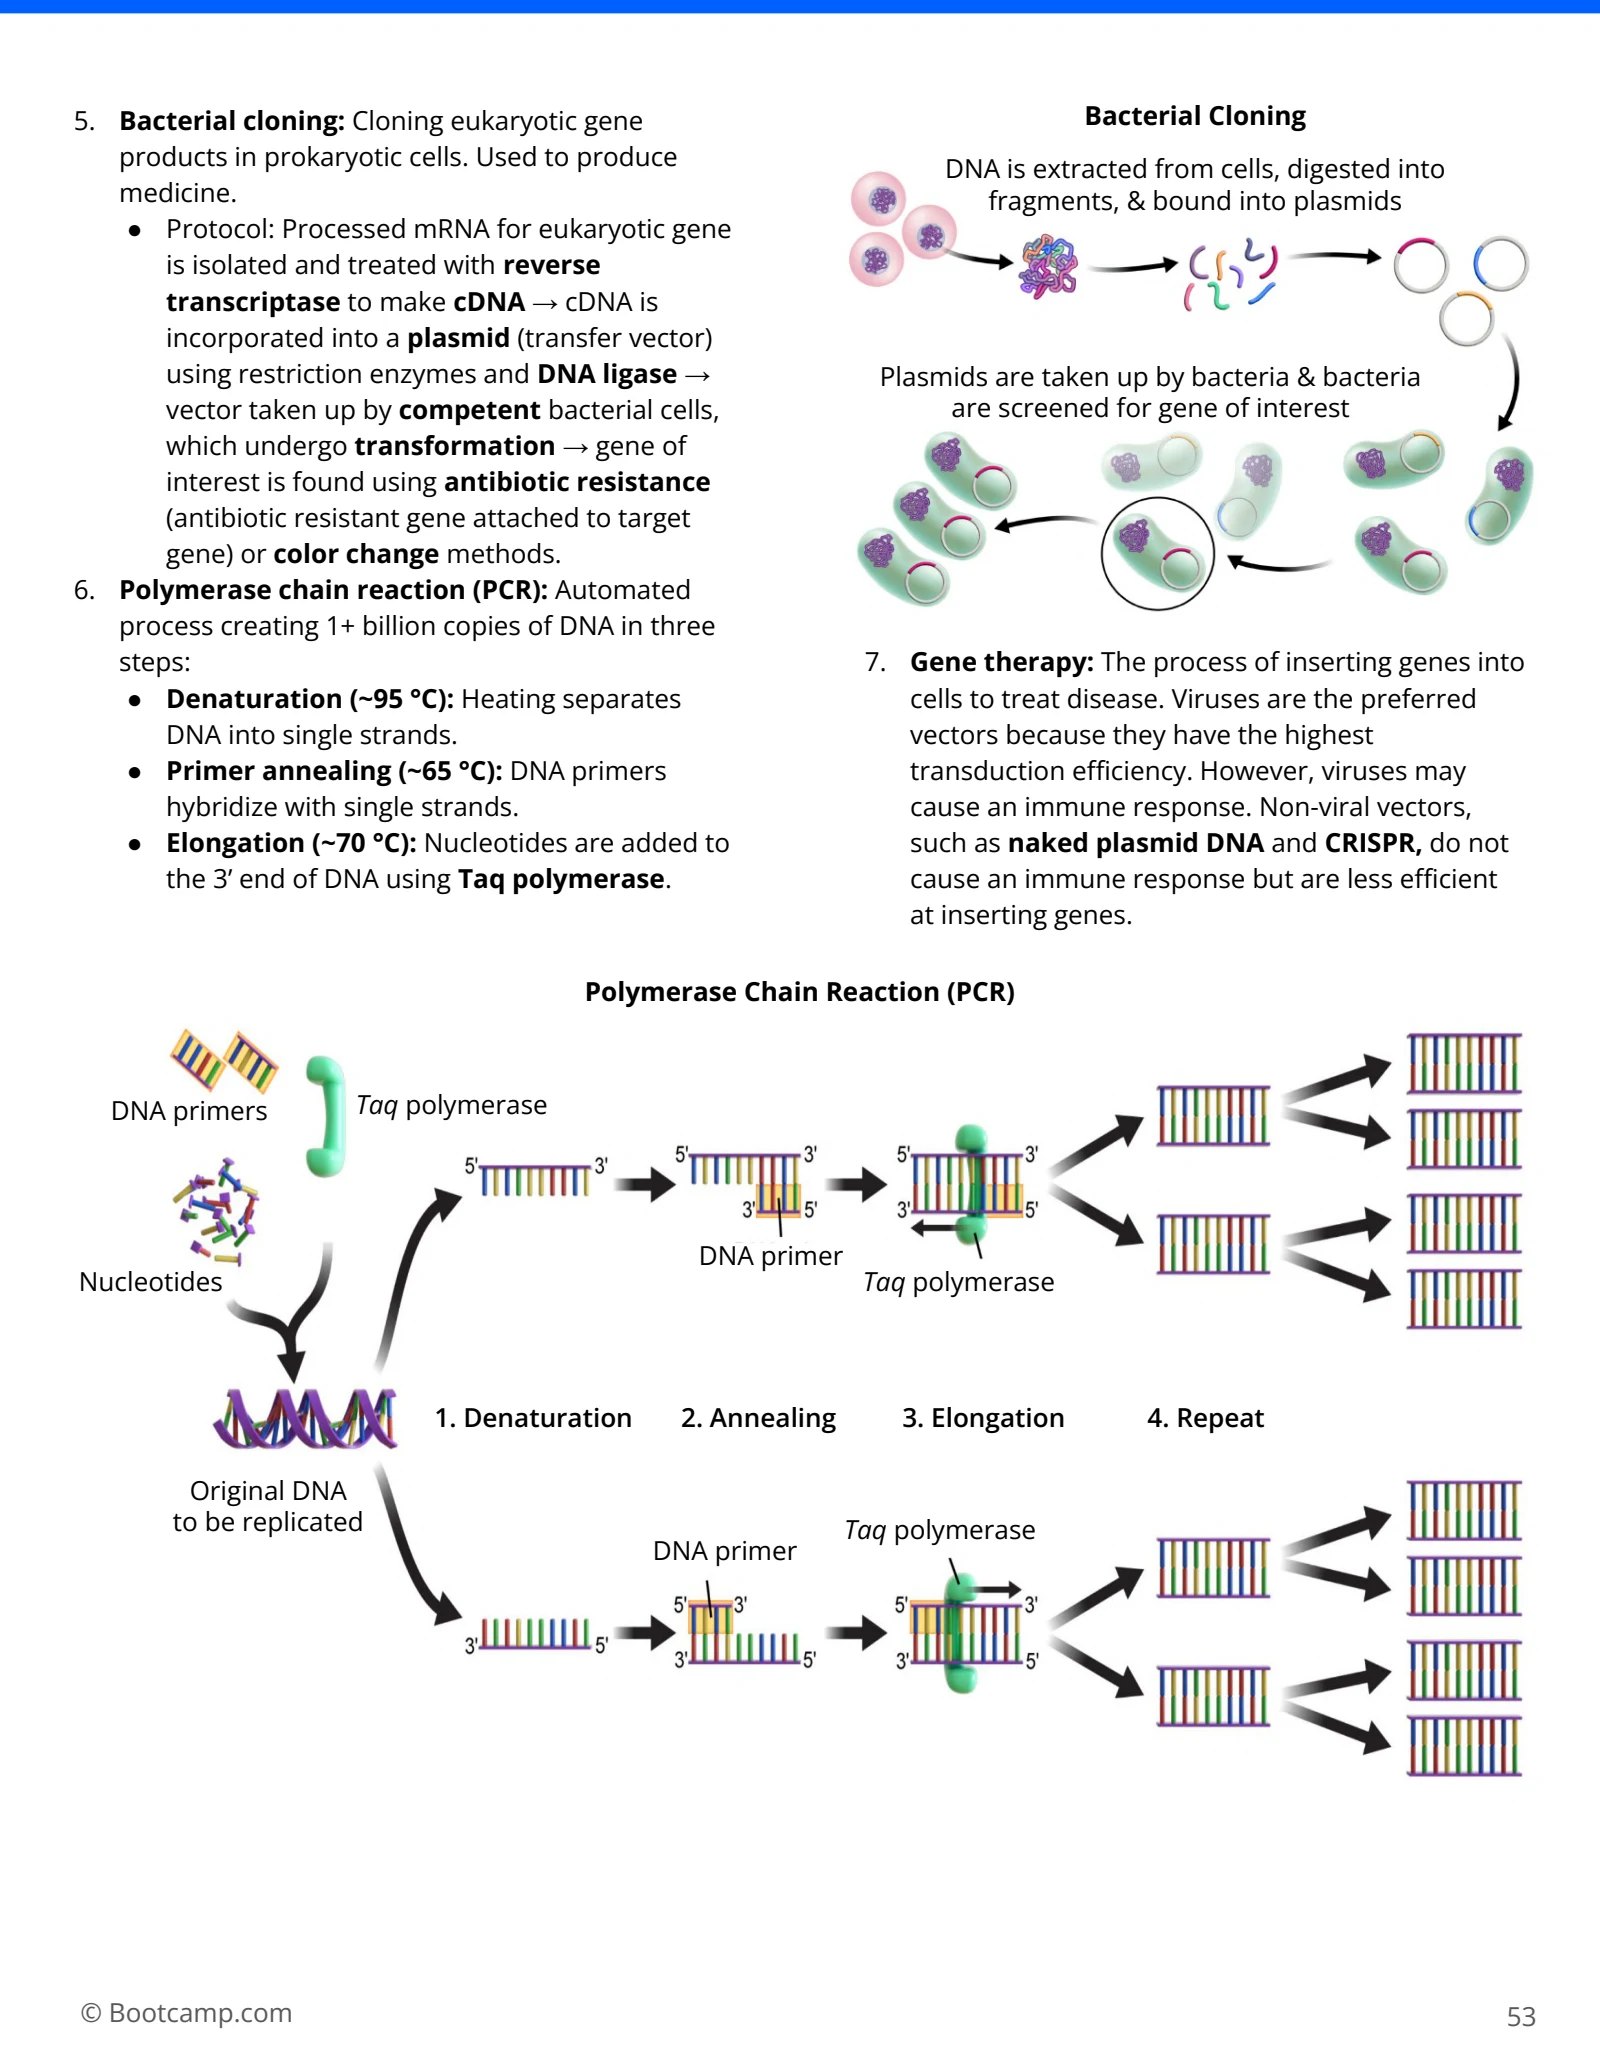 5. Bacterial cloning: Cloning eukaryotic gene
products in prokaryotic cells. Used to produce
medicine.
● Protocol: Processed mRNA for eukaryotic gene
is isolated and treated with reverse
transcriptase to make cDNA → cDNA is
incorporated into a plasmid (transfer vector)
using restriction enzymes and DNA ligase →
vector taken up by competent bacterial cells,
which undergo transformation → gene of
interest is found using antibiotic resistance
(antibiotic resistant gene attached to target
gene) or color change methods.
6. Polymerase chain reaction (PCR): Automated
process creating 1+ billion copies of DNA in three
steps:
● Denaturation (~95 °C): Heating separates
DNA into single strands.
● Primer annealing (~65 °C): DNA primers
hybridize with single strands.
● Elongation (~70 °C): Nucleotides are added to
the 3’ end of DNA using Taq polymerase.
Bacterial Cloning
DNA is extracted from cells, digested into
fragments, & bound into plasmids
Plasmids are taken up by bacteria & bacteria
are screened for gene of interest
7. Gene therapy: The process of inserting genes into
cells to treat disease. Viruses are the preferred
vectors because they have the highest
transduction efficiency. However, viruses may
cause an immune response. Non-viral vectors,
such as naked plasmid DNA and CRISPR, do not
cause an immune response but are less efficient
at inserting genes.
Polymerase Chain Reaction (PCR)
DNA primers
Taq polymerase
Nucleotides
5' 3'
5' 3'
3' 5'
DNA primer
5' 3'
3' 5'
Taq polymerase
Original DNA
to be replicated
1. Denaturation
2. Annealing
3. Elongation
4. Repeat
3' 5'
DNA primer
5' 3'
3' 5'
Taq polymerase
5' 3'
3' 5'
© Bootcamp.com
53